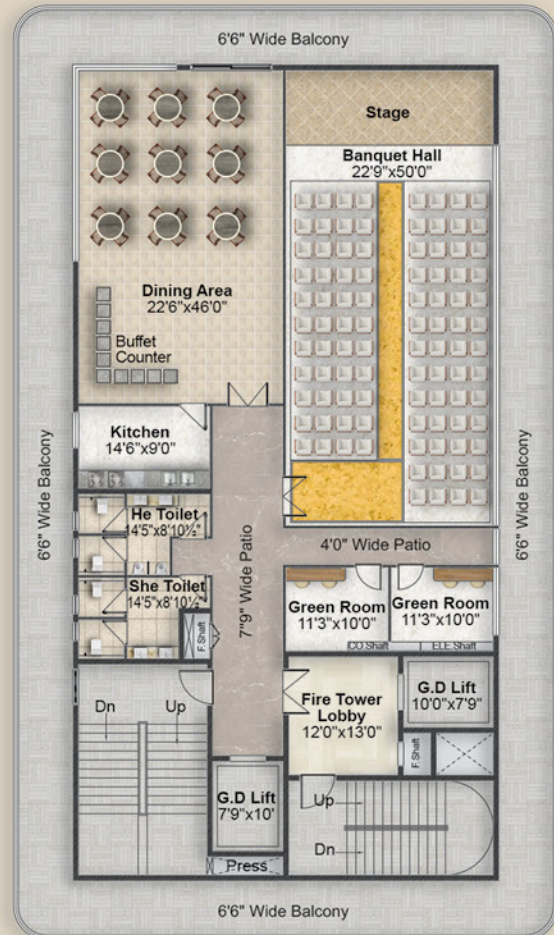 6'6" Wide Balcony
Stage
Banquet Hall
22'9"x50'0"
Dining Area
22'6"x46'0"
Buffet
Counter
Kitchen
14'6"x9'0"
6'6" Wide Balcony
6'6" Wide Balcony
He Toilet
14'5"x8'10½"
7'9" Wide Patio
4'0" Wide Patio
She Toilet
14'5"x8'10½"
F.Shaft
Green Room
11'3"x10'0"
Green Room
11'3"x10'0"
CO.Shaft
ELE.Shaft
Dn
Up
Fire Tower
Lobby
12'0"x13'0"
G.D Lift
10'0"x7'9"
F.Shaft
G.D Lift
7'9"x10'
Up
Dn
Press
6'6" Wide Balcony